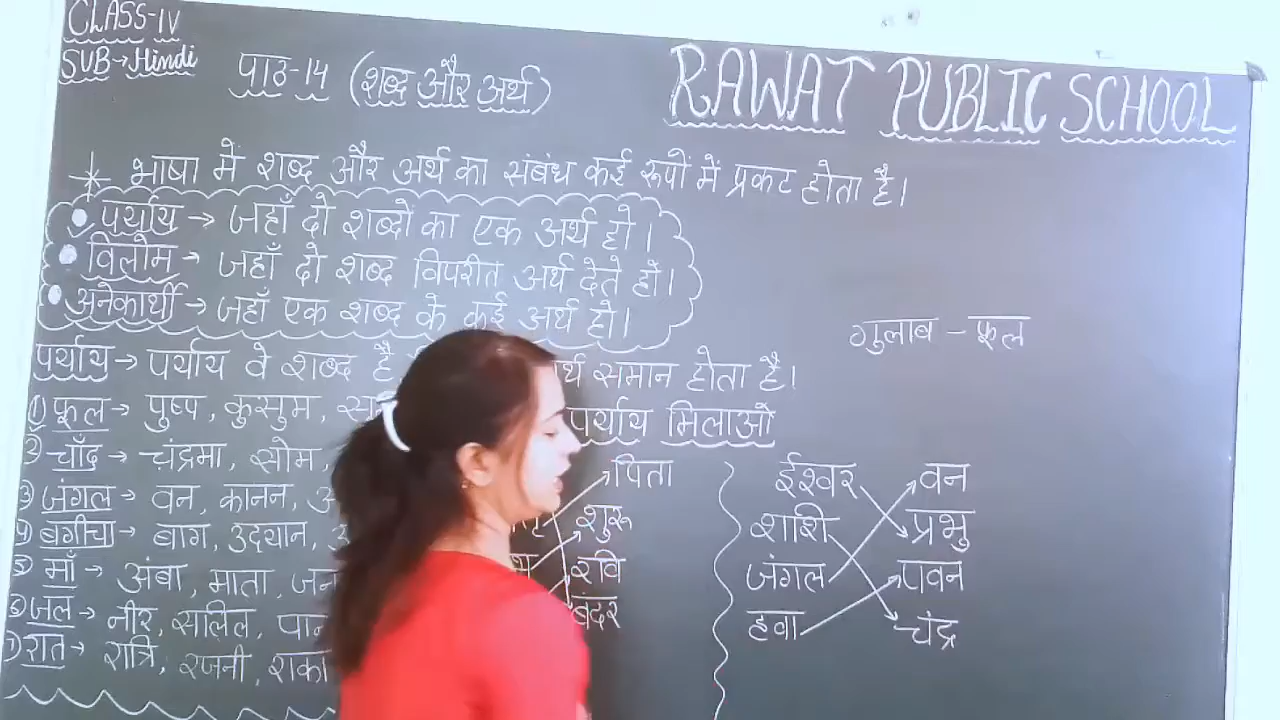 CLASS-IV
SUB→Hindi
पाठ-14 (शब्द और अर्थ)
RAWAT PUBLIC SCHOOL
भाषा में शब्द और अर्थ का संबंध कई रूपों में प्रकट होता है।
• पर्याय → जहाँ दो शब्दों का एक अर्थ हो।
• विलोम → जहाँ दो शब्द विपरीत अर्थ देते हों।
• अनेकार्थी → जहाँ एक शब्द के कई अर्थ हो।
गुलाब - फूल
पर्याय → पर्याय वे शब्द है समान होता है।
① फूल → पुष्प, कुसुम,
② चाँद → चंद्रमा, सोम,
③ जंगल → वन, कानन,
④ बगीचा → बाग, उद्यान,
⑤ माँ → अंबा, माता,
⑥ जल → नीर, सलिल,
⑦ रात → रात्रि, रजनी, राका
पर्याय मिलाओ
पिता
शुरू
रवि
बंदर
ईश्वर वन
शशि प्रभु
जंगल पवन
हवा चंद्र